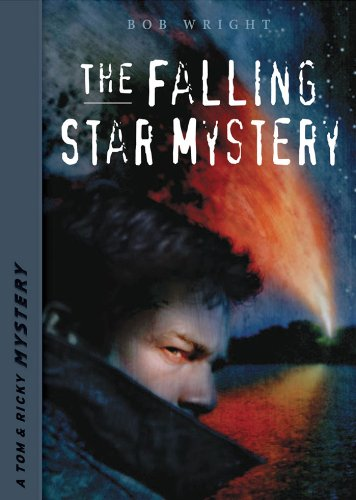 BOB WRIGHT
THE FALLING
STAR MYSTERY
A TOM & RICKY MYSTERY